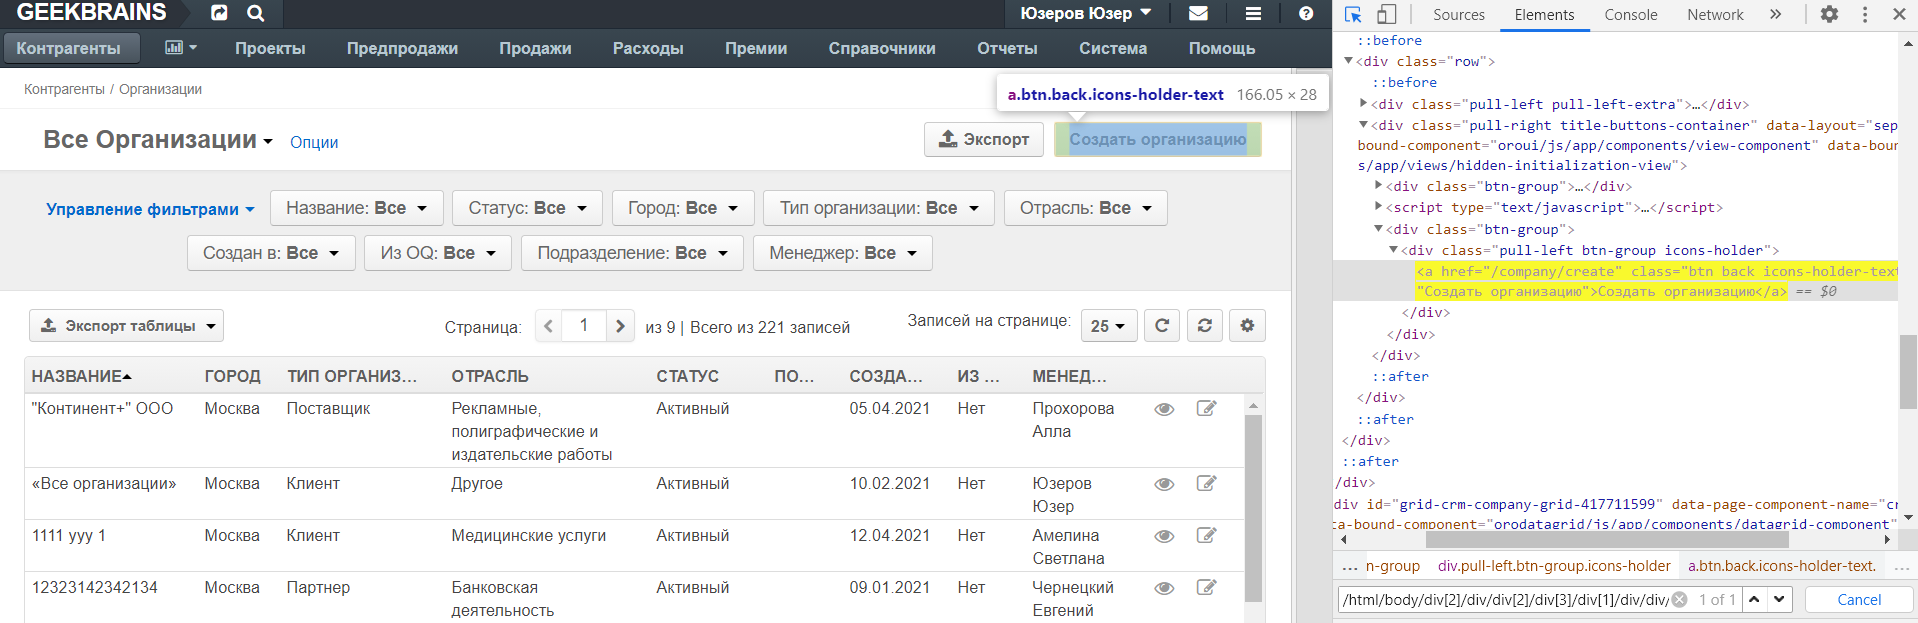 GEEKBRAINS
Юзеров Юзер
Контрагенты Проекты Предпродажи Продажи Расходы Премии Справочники Отчеты Система Помощь
Контрагенты / Организации
a.btn.back.icons-holder-text 166.05 × 28
Все Организации Опции Экспорт Создать организацию
Управление фильтрами Название: Все Статус: Все Город: Все Тип организации: Все Отрасль: Все
Создан в: Все Из OQ: Все Подразделение: Все Менеджер: Все
Экспорт таблицы Страница: 1 из 9 | Всего из 221 записей Записей на странице: 25
НАЗВАНИЕ ГОРОД ТИП ОРГАНИЗ... ОТРАСЛЬ СТАТУС ПО... СОЗДА... ИЗ ... МЕНЕД...
"Континент+" ООО Москва Поставщик Рекламные, Активный 05.04.2021 Нет Прохорова
полиграфические и Алла
издательские работы
«Все организации» Москва Клиент Другое Активный 10.02.2021 Нет Юзеров
Юзер
1111 yyy 1 Москва Клиент Медицинские услуги Активный 12.04.2021 Нет Амелина
Светлана
12323142342134 Москва Партнер Банковская Активный 09.01.2021 Нет Чернецкий
деятельность Евгений
Sources Elements Console Network »
::before
<div class="row">
::before
<div class="pull-left pull-left-extra">…</div>
<div class="pull-right title-buttons-container" data-layout="sep
bound-component="oroui/js/app/components/view-component" data-bour
s/app/views/hidden-initialization-view">
<div class="btn-group">…</div>
<script type="text/javascript">…</script>
<div class="btn-group">
<div class="pull-left btn-group icons-holder">
<a href="/company/create" class="btn back icons-holder-text
"Создать организацию">Создать организацию</a> == $0
</div>
</div>
</div>
::after
</div>
::after
</div>
::after
/div>
div id="grid-crm-company-grid-417711599" data-page-component-name="cr
ta-bound-component="orodatagrid/js/app/components/datagrid-component"
... n-group div.pull-left.btn-group.icons-holder a.btn.back.icons-holder-text. ...
/html/body/div[2]/div/div[2]/div[3]/div[1]/div/div/ 1 of 1 Cancel